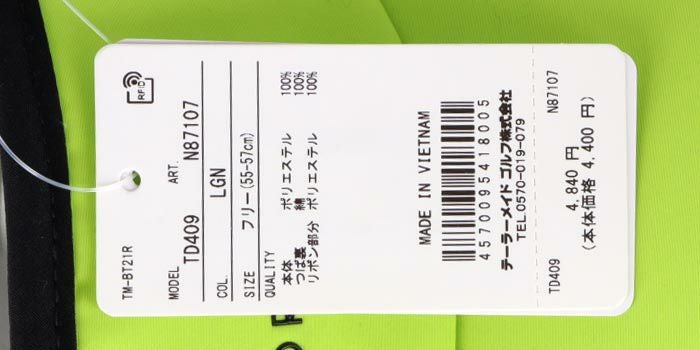 TM-BT21R
RFID
MODEL TD409 ART. N87107
COL. LGN
SIZE フリー(55-57cm)
QUALITY
本体 ポリエステル 100%
つば裏 綿 100%
リボン部分 ポリエステル 100%
MADE IN VIETNAM
4570095418005
テーラーメイド ゴルフ株式会社
TEL.0570-019-079
TD409 N87107
4,840 円
(本体価格 4,400 円)